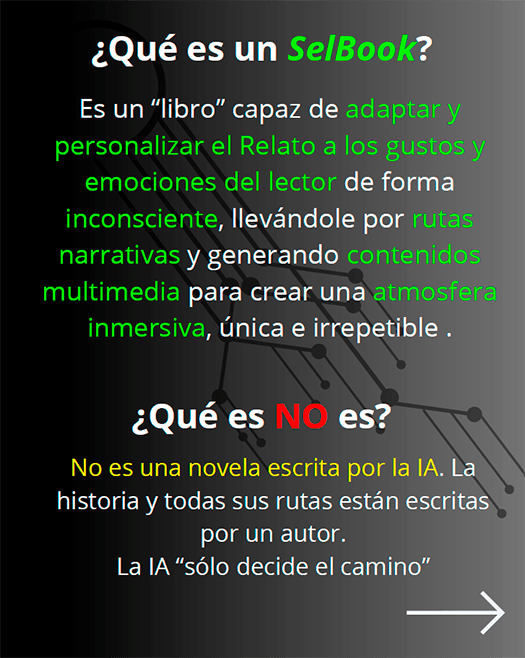 ¿Qué es un SelBook?
Es un “libro” capaz de adaptar y
personalizar el Relato a los gustos y
emociones del lector de forma
inconsciente, llevándole por rutas
narrativas y generando contenidos
multimedia para crear una atmosfera
inmersiva, única e irrepetible .
¿Qué es NO es?
No es una novela escrita por la IA. La
historia y todas sus rutas están escritas
por un autor.
La IA “sólo decide el camino”